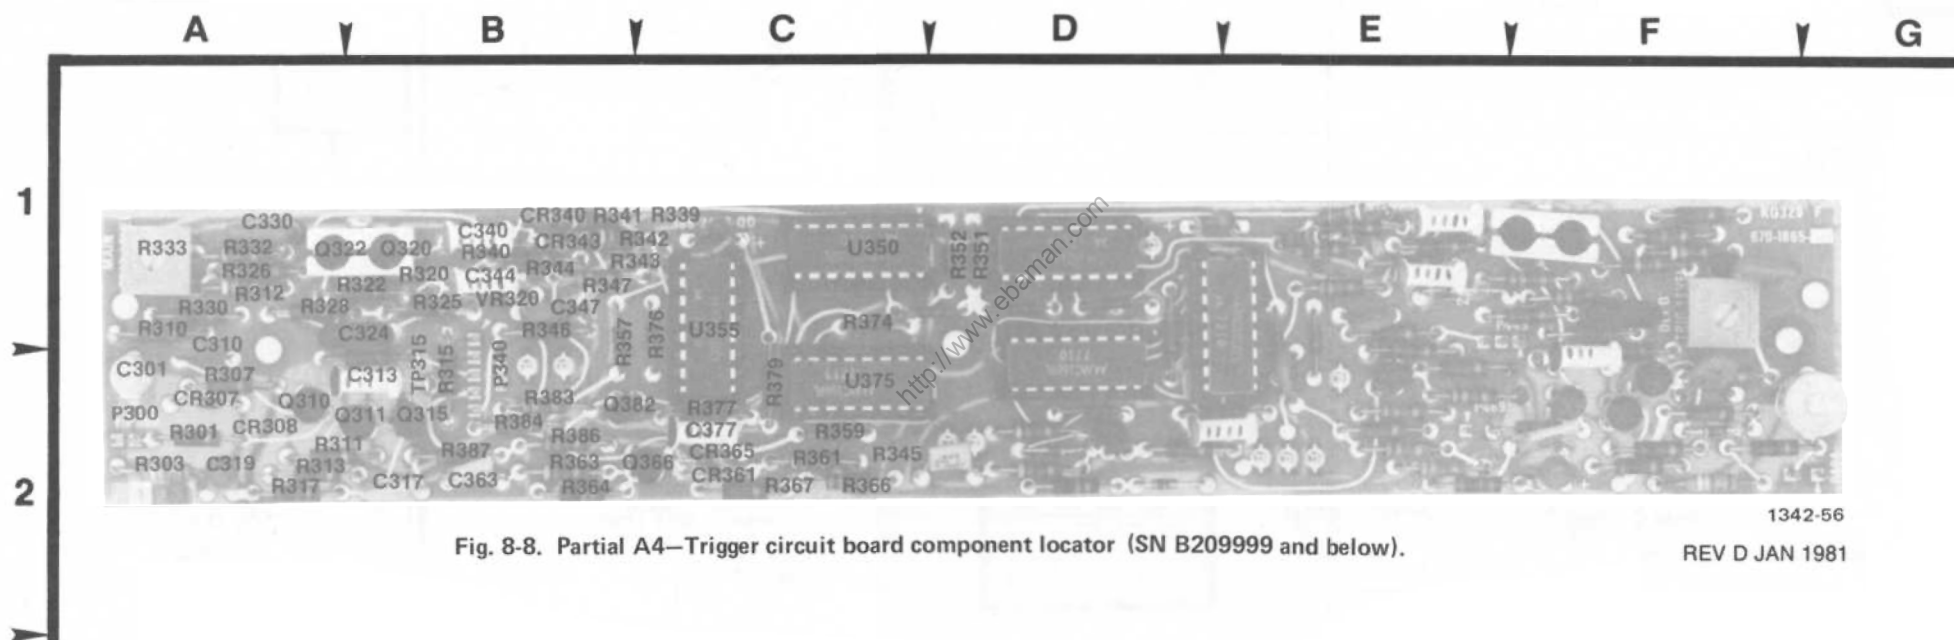 A B C D E F G
1
C330 CR340 R341 R339
R333 R332 Q322 Q320 C340 CR343 R342 U350 R352 R351
R340
R326 R322 R320 C344 R344 R343
R312 R347
R330 R328 R325 VR320 C347
R310 C324 R346 R357 R376 U355 R374
C310 TP315 R315 P340
C301 R307 C313 R379 U375
CR307 Q310 R383 Q382 R377
P300 Q311 Q315
R301 CR308 R384 R386 C377 R359
R311 R387 CR365
R303 C319 R313 R363 Q366 R361 R345
R317 C317 C363 R364 CR361 R367 R366
http://www.ebaman.com
2
1342-56
Fig. 8-8. Partial A4—Trigger circuit board component locator (SN B209999 and below).
REV D JAN 1981